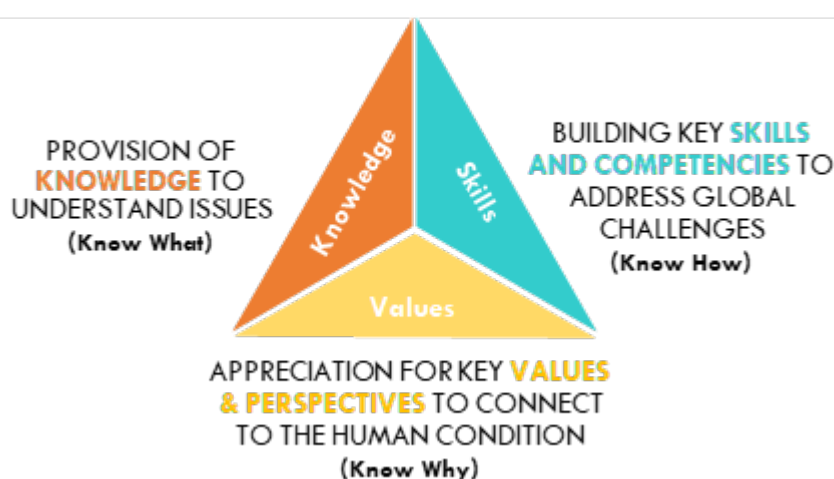 PROVISION OF
KNOWLEDGE TO
UNDERSTAND ISSUES
(Know What)
Knowledge
Skills
BUILDING KEY SKILLS
AND COMPETENCIES TO
ADDRESS GLOBAL
CHALLENGES
(Know How)
Values
APPRECIATION FOR KEY VALUES
& PERSPECTIVES TO CONNECT
TO THE HUMAN CONDITION
(Know Why)